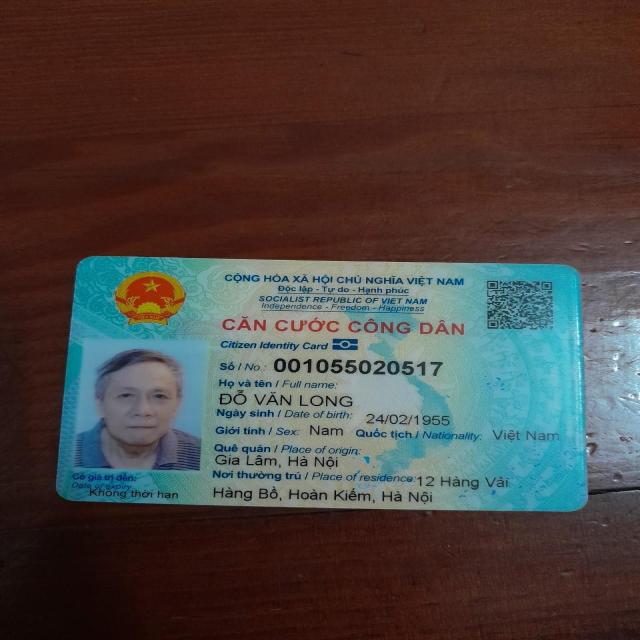 CỘNG HÒA XÃ HỘI CHỦ NGHĨA VIỆT NAM
Độc lập - Tự do - Hạnh phúc
SOCIALIST REPUBLIC OF VIET NAM
Independence - Freedom - Happiness
CĂN CƯỚC CÔNG DÂN
Citizen Identity Card
Số / No.: 001055020517
Họ và tên / Full name:
ĐỖ VĂN LONG
Ngày sinh / Date of birth: 24/02/1955
Giới tính / Sex: Nam Quốc tịch / Nationality: Việt Nam
Quê quán / Place of origin:
Gia Lâm, Hà Nội
Nơi thường trú / Place of residence: 12 Hàng Vải
Hàng Bồ, Hoàn Kiếm, Hà Nội
Có giá trị đến:
Date of expiry
Không thời hạn